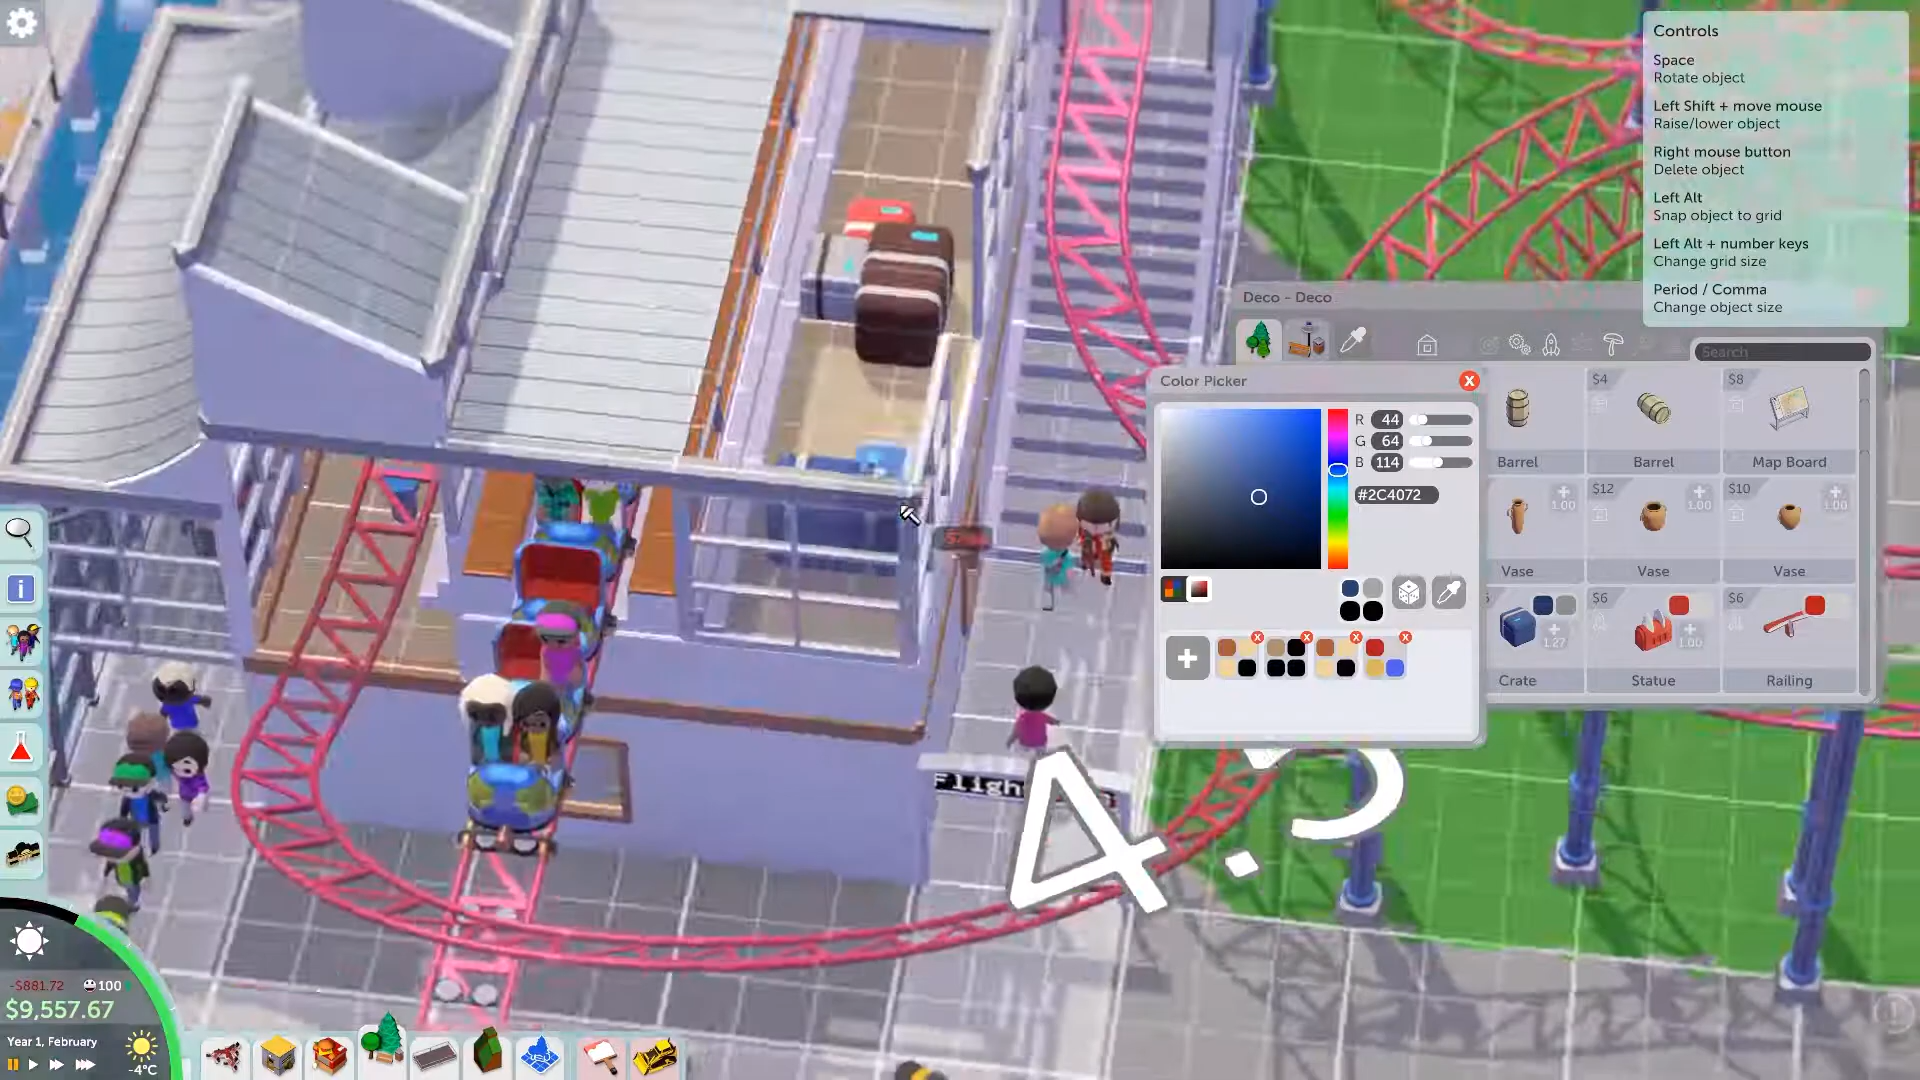 Controls
Space
Rotate object
Left Shift + move mouse
Raise/lower object
Right mouse button
Delete object
Left Alt
Snap object to grid
Left Alt + number keys
Change grid size
Period / Comma
Change object size
Deco - Deco
Search
Color Picker
R 44
G 64
B 114
#2C4072
$4
$8
Barrel
Barrel
Map Board
1.00
$12
1.00
$10
1.00
Vase
Vase
Vase
1.27
$6
1.00
$6
Crate
Statue
Railing
4.5
-$881.72
100
$9,557.67
Year 1, February
-4°C